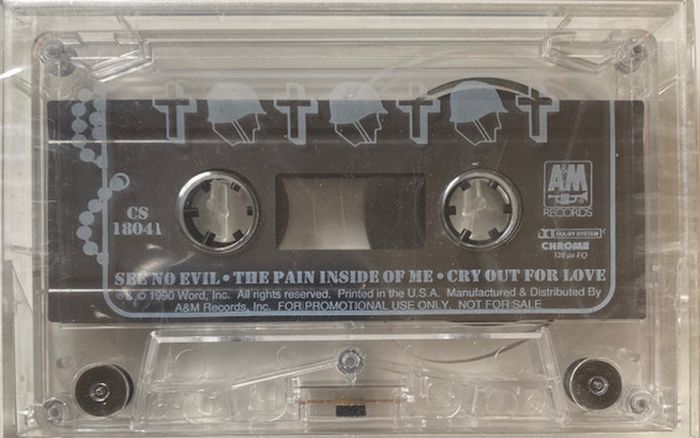 CS
18041
A&M
RECORDS
DOLBY SYSTEM
CHROME
120 µs EQ
SEE NO EVIL • THE PAIN INSIDE OF ME • CRY OUT FOR LOVE
℗& © 1990 Word, Inc. All rights reserved. Printed in the U.S.A. Manufactured & Distributed By
A&M Records, Inc. FOR PROMOTIONAL USE ONLY. NOT FOR SALE